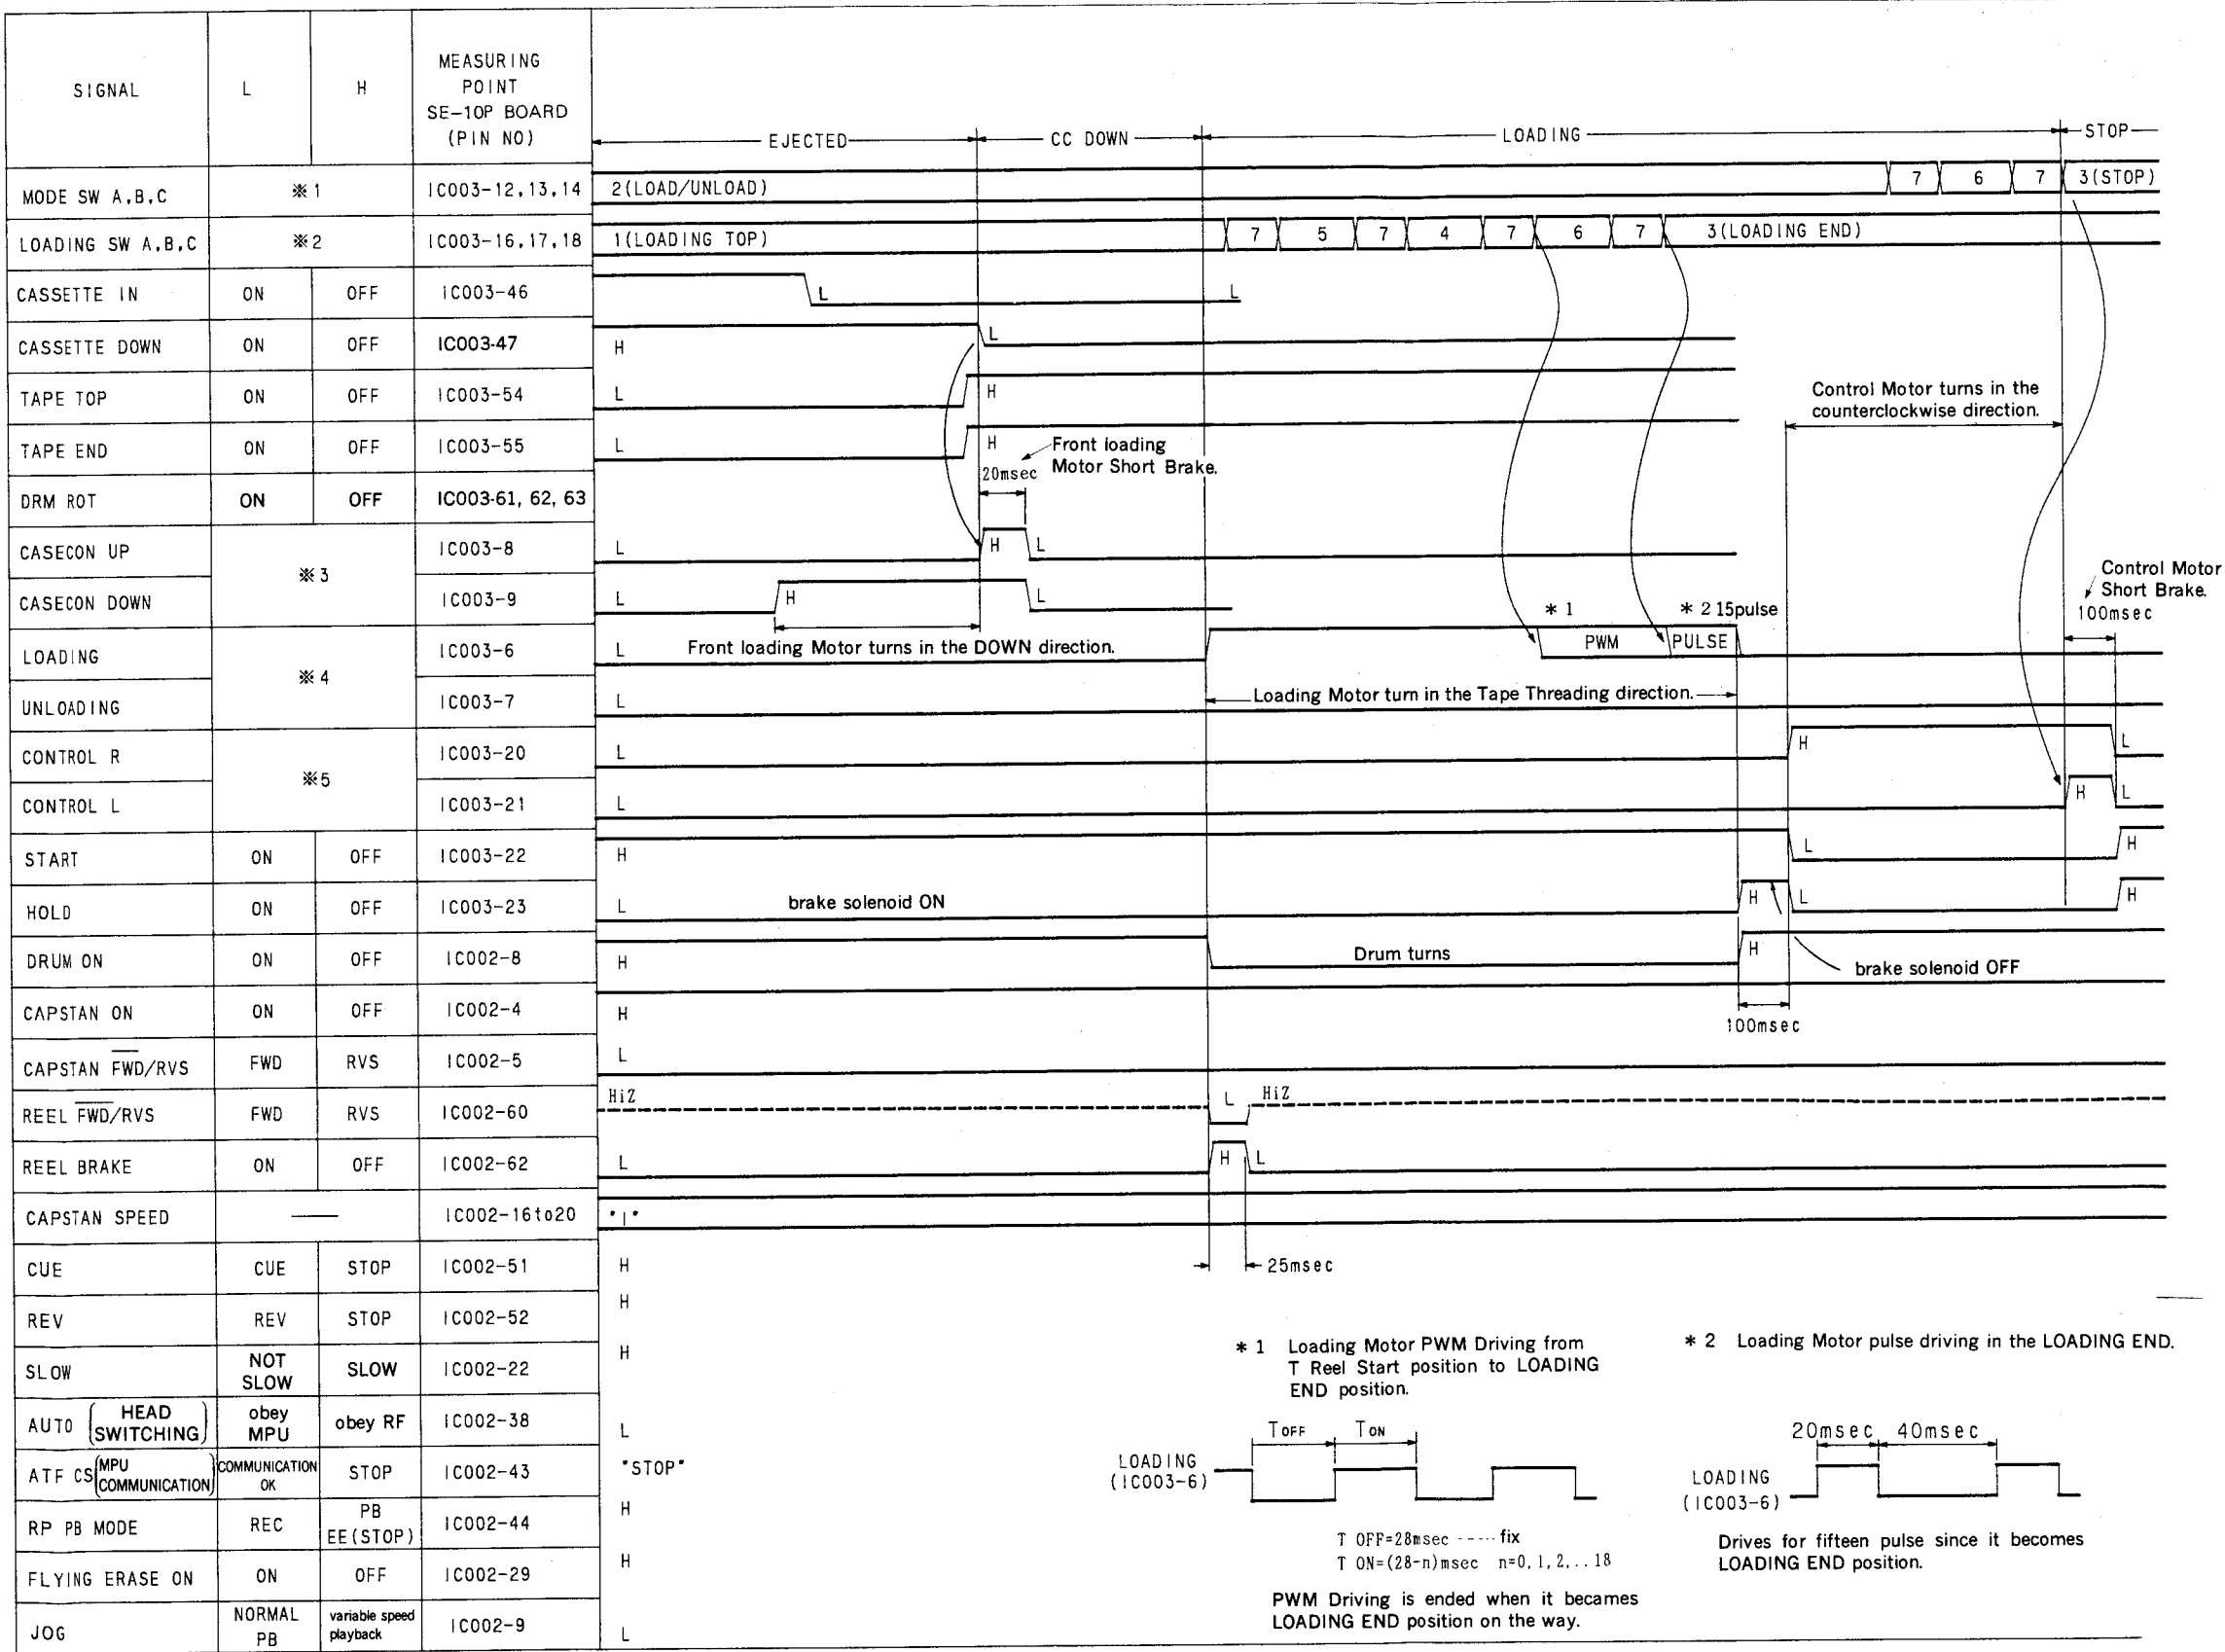 SIGNAL L H MEASURING POINT SE-10P BOARD (PIN NO)
EJECTED CC DOWN LOADING STOP
MODE SW A,B,C ※1 IC003-12,13,14 2(LOAD/UNLOAD) 7 6 7 3(STOP)
LOADING SW A,B,C ※2 IC003-16,17,18 1(LOADING TOP) 7 5 7 4 7 6 7 3(LOADING END)
CASSETTE IN ON OFF IC003-46 L L
CASSETTE DOWN ON OFF IC003-47 H L
TAPE TOP ON OFF IC003-54 L H
Control Motor turns in the
counterclockwise direction.
TAPE END ON OFF IC003-55 L H
Front loading
Motor Short Brake.
20msec
DRM ROT ON OFF IC003-61, 62, 63
CASECON UP ※3 IC003-8 L H L
CASECON DOWN IC003-9 L H L
Control Motor
Short Brake.
100msec
* 1 * 2 15pulse
LOADING ※4 IC003-6 L Front loading Motor turns in the DOWN direction. PWM PULSE
UNLOADING IC003-7 L Loading Motor turn in the Tape Threading direction.
CONTROL R ※5 IC003-20 L H L
CONTROL L IC003-21 L H L
START ON OFF IC003-22 H L H
HOLD ON OFF IC003-23 L brake solenoid ON H L H
DRUM ON ON OFF IC002-8 H Drum turns H brake solenoid OFF
CAPSTAN ON ON OFF IC002-4 H
100msec
CAPSTAN FWD/RVS FWD RVS IC002-5 L
REEL FWD/RVS FWD RVS IC002-60 HiZ L HiZ
REEL BRAKE ON OFF IC002-62 L H L
CAPSTAN SPEED — IC002-16to20 "1"
CUE CUE STOP IC002-51 H 25msec
REV REV STOP IC002-52 H
SLOW NOT SLOW SLOW IC002-22 H
AUTO (HEAD SWITCHING) obey MPU obey RF IC002-38 L
ATF CS (MPU COMMUNICATION) COMMUNICATION OK STOP IC002-43 "STOP"
RP PB MODE REC PB EE(STOP) IC002-44 H
FLYING ERASE ON ON OFF IC002-29 H
JOG NORMAL PB variable speed playback IC002-9 L
* 1 Loading Motor PWM Driving from
T Reel Start position to LOADING
END position.
TOFF TON
LOADING
(IC003-6)
T OFF=28msec ----- fix
T ON=(28-n)msec n=0,1,2,..18
PWM Driving is ended when it becames
LOADING END position on the way.
* 2 Loading Motor pulse driving in the LOADING END.
20msec 40msec
LOADING
(IC003-6)
Drives for fifteen pulse since it becomes
LOADING END position.